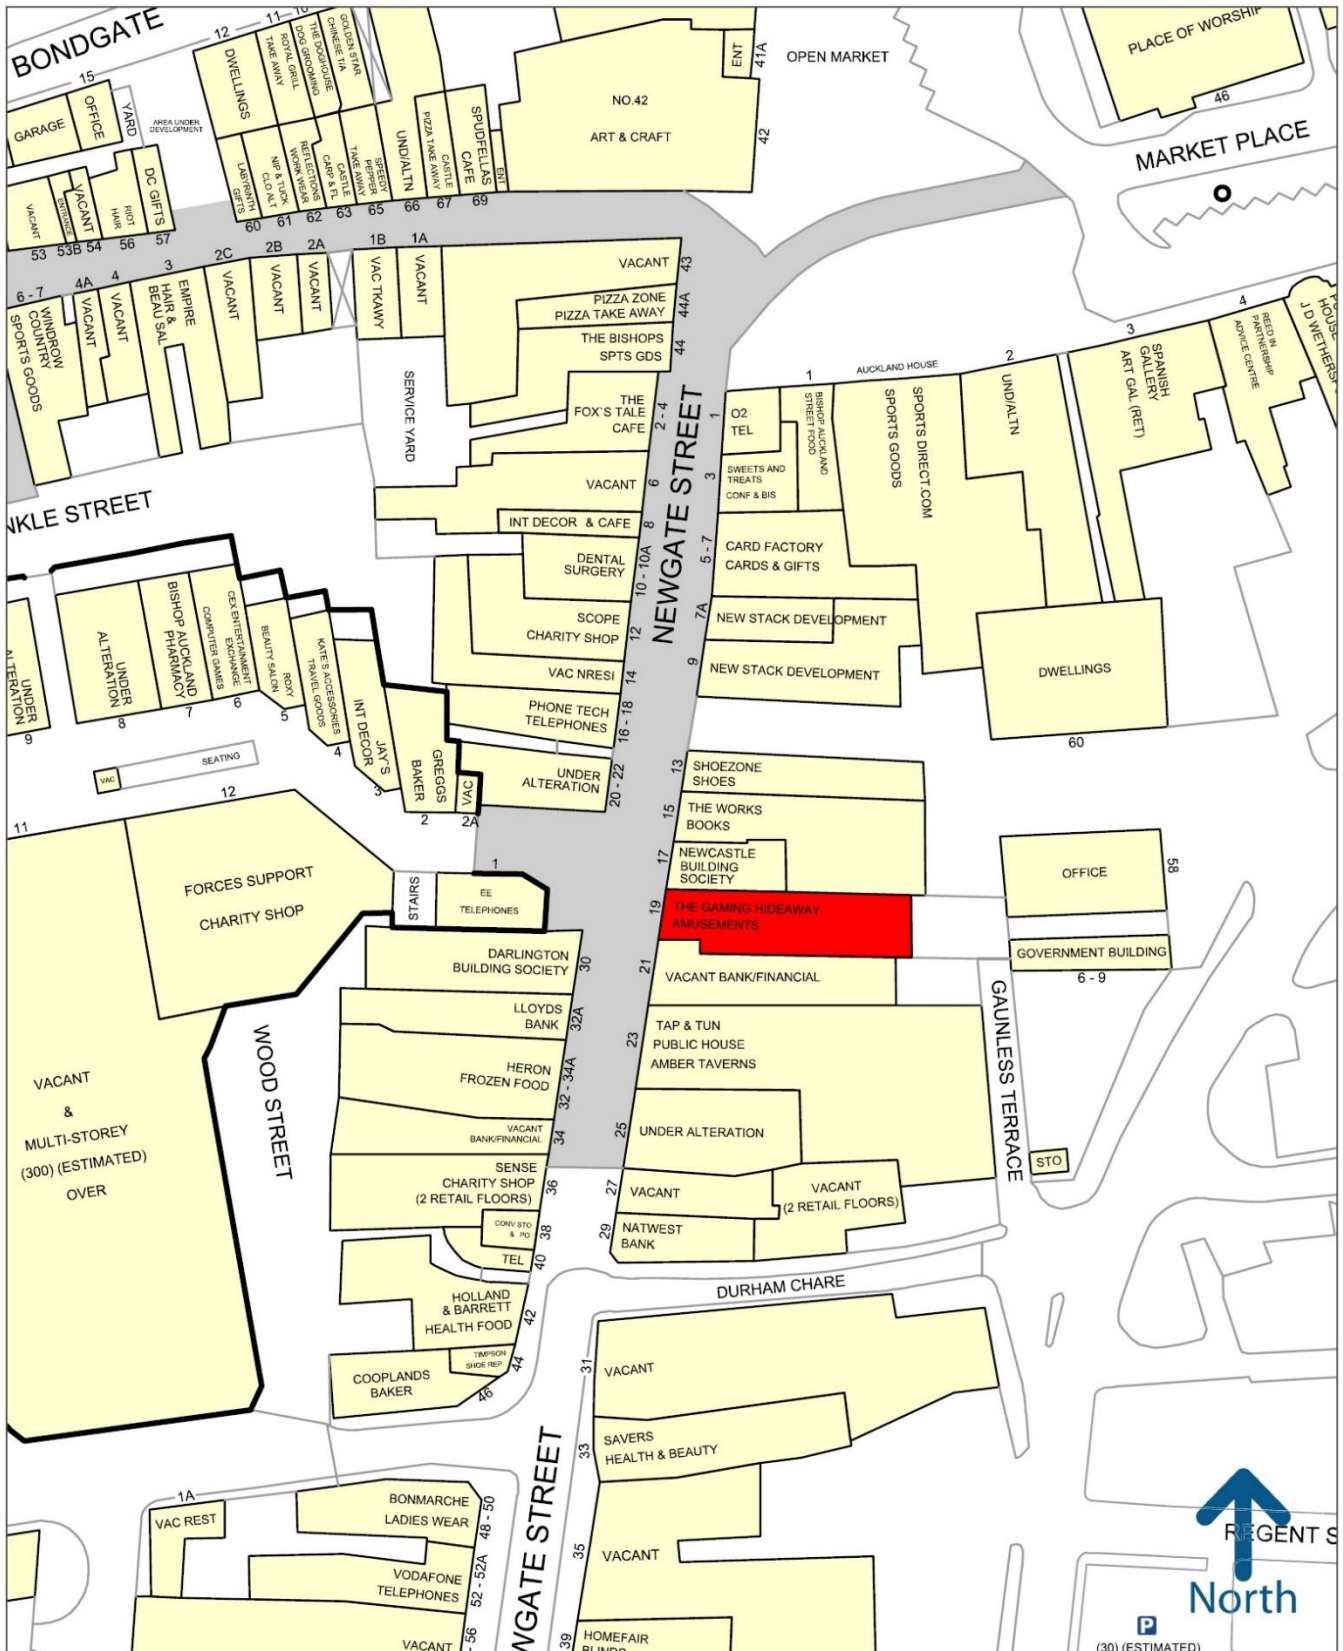 BONDGATE
12
11
10
15
GARAGE
OFFICE
YARD
AREA UNDER
DEVELOPMENT
DWELLINGS
ROYAL GRILL
TAKE AWAY
THE DOGHOUSE
DOG GROOMING
GOLDEN STAR
CHINESE T/A
LABYRINTH
GIFTS
NIP & TUCK
CLO ALT
REFLECTIONS
WORK WEAR
CASTLE
CARP & FL
SPEEDY
PEPPER
TAKE AWAY
UND/ALTN
CASTLE
PIZZA TAKE AWAY
SPUDFELLAS
CAFE
ENT
NO.42
ART & CRAFT
ENT
41A
42
OPEN MARKET
PLACE OF WORSHIP
46
MARKET PLACE
VACANT
ENTRANCE
VACANT
RIOT
HAIR
DC GIFTS
53
53B
54
56
57
60
61
62
63
65
66
67
69
6 - 7
4A
4
3
2C
2B
2A
1B
1A
WINDROW
COUNTRY
SPORTS GOODS
VACANT
VACANT
EMPIRE
HAIR &
BEAU SAL
VACANT
VACANT
VACANT
VAC TKAWY
VACANT
VACANT
43
PIZZA ZONE
PIZZA TAKE AWAY
44A
THE BISHOPS
SPTS GDS
44
THE
FOX`S TALE
CAFE
2 - 4
SERVICE YARD
VACANT
6
INT DECOR & CAFE
8
DENTAL
SURGERY
10 - 10A
SCOPE
CHARITY SHOP
12
VAC NRESI
14
PHONE TECH
TELEPHONES
16 - 18
UNDER
ALTERATION
20 - 22
NEWGATE STREET
1
O2
TEL
1
BISHOP AUCKLAND
STREET FOOD
AUCKLAND HOUSE
SPORTS DIRECT.COM
SPORTS GOODS
2
UND/ALTN
3
SPANISH
GALLERY
ART GAL (RET)
4
REED IN
PARTNERSHIP
ADVICE CENTRE
HOUSE
3
SWEETS AND
TREATS
CONF & BIS
5 - 7
CARD FACTORY
CARDS & GIFTS
7A
NEW STACK DEVELOPMENT
9
NEW STACK DEVELOPMENT
DWELLINGS
60
NKLE STREET
UNDER
ALTERATION
9
UNDER
ALTERATION
8
BISHOP AUCKLAND
PHARMACY
7
CEX ENTERTAINMENT
EXCHANGE
COMPUTER GAMES
6
ROXY
BEAUTY SALON
5
KATE'S ACCESSORIES
TRAVEL GOODS
4
JAY'S
INT DECOR
3
GREGGS
BAKER
2
VAC
2A
VAC
SEATING
11
12
FORCES SUPPORT
CHARITY SHOP
STAIRS
1
EE
TELEPHONES
13
SHOEZONE
SHOES
15
THE WORKS
BOOKS
17
NEWCASTLE
BUILDING
SOCIETY
19
THE GAMING HIDEAWAY
AMUSEMENTS
21
VACANT BANK/FINANCIAL
OFFICE
58
GOVERNMENT BUILDING
6 - 9
DARLINGTON
BUILDING SOCIETY
30
LLOYDS
BANK
32A
HERON
FROZEN FOOD
32 - 34A
VACANT
BANK/FINANCIAL
34
SENSE
CHARITY SHOP
(2 RETAIL FLOORS)
36
CONV STO
& PO
38
TEL
40
HOLLAND
& BARRETT
HEALTH FOOD
42
TIMPSON
SHOE REP
44
COOPLANDS
BAKER
46
WOOD STREET
VACANT
&
MULTI-STOREY
(300) (ESTIMATED)
OVER
23
TAP & TUN
PUBLIC HOUSE
AMBER TAVERNS
25
UNDER ALTERATION
27
VACANT
VACANT
(2 RETAIL FLOORS)
29
NATWEST
BANK
GAUNLESS TERRACE
STO
DURHAM CHARE
31
VACANT
33
SAVERS
HEALTH & BEAUTY
35
VACANT
39
HOMEFAIR
BLINDS
1A
VAC REST
BONMARCHE
LADIES WEAR
48 - 50
VODAFONE
TELEPHONES
52 - 52A
VACANT
- 56
WGATE STREET
REGENT S
North
P
(30) (ESTIMATED)